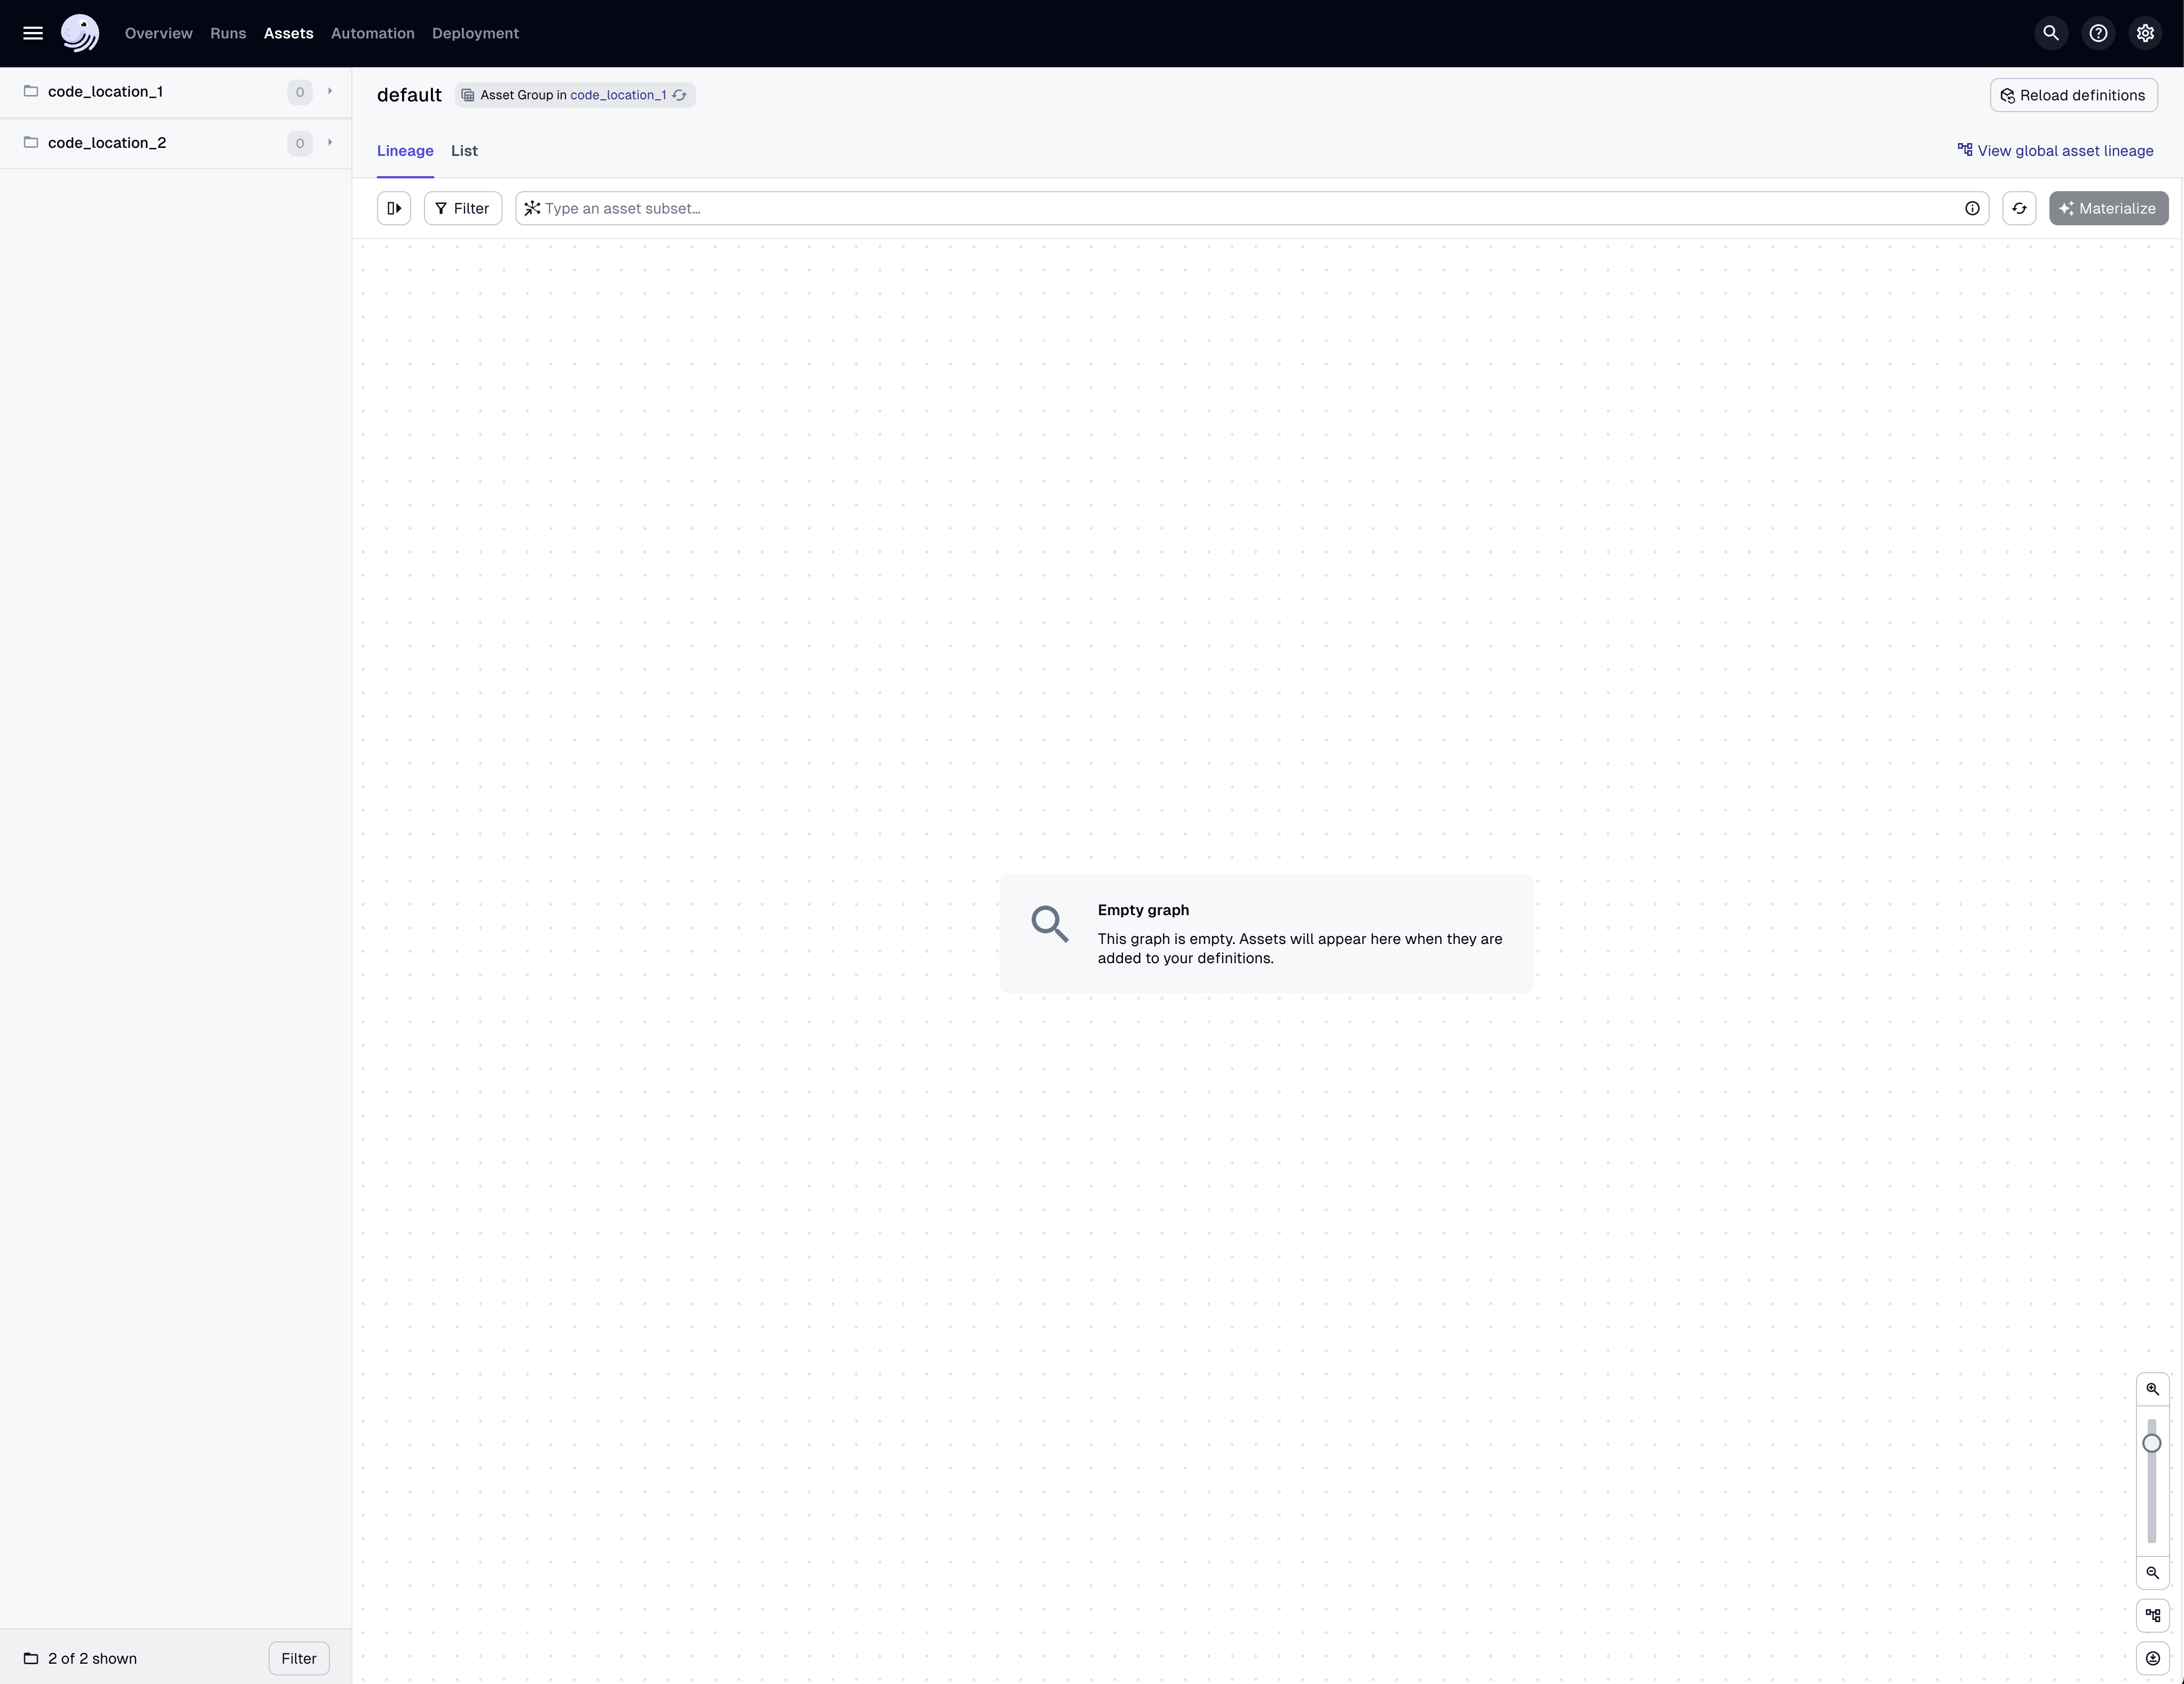 Overview Runs Assets Automation Deployment
code_location_1 0
code_location_2 0
default Asset Group in code_location_1
Reload definitions
Lineage List
View global asset lineage
Filter
Type an asset subset...
Materialize
Empty graph
This graph is empty. Assets will appear here when they are
added to your definitions.
2 of 2 shown
Filter